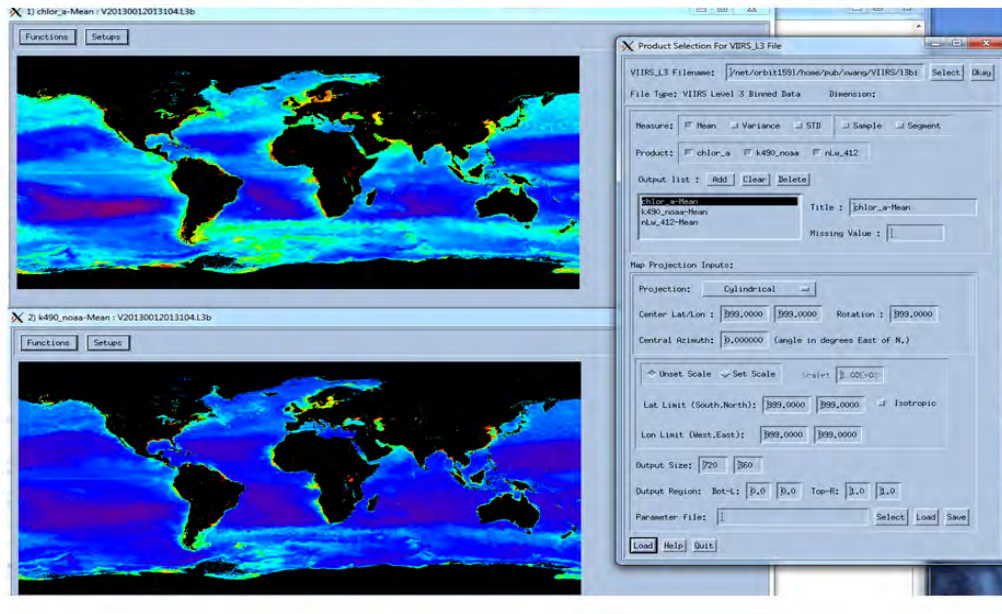 1) chlor_a-Mean : V20130012013104.L3b
Functions Setups
2) k490_noaa-Mean : V20130012013104.L3b
Functions Setups
Product Selection For VIIRS_L3 File
VIIRS_L3 Filename: /net/orbit159l/home/pub/xwang/VIIRS/l3bi Select Okay
File Type: VIIRS Level 3 Binned Data Dimension:
Measure: Mean Variance STD Sample Segment
Product: chlor_a k490_noaa nLw_412
Output list : Add Clear Delete
chlor_a-Mean
k490_noaa-Mean
nLw_412-Mean
Title : chlor_a-Mean
Missing Value :
Map Projection Inputs:
Projection: Cylindrical
Center Lat/Lon : 999.0000 999.0000 Rotation : 999.0000
Central Azimuth: 0.000000 (angle in degrees East of N.)
Unset Scale Set Scale Scale:
Lat Limit (South,North): 999.0000 999.0000 Isotropic
Lon Limit (West,East): 999.0000 999.0000
Output Size: 720 360
Output Region: Bot-L: 0.0 0.0 Top-R: 1.0 1.0
Parameter File: Select Load Save
Load Help Quit